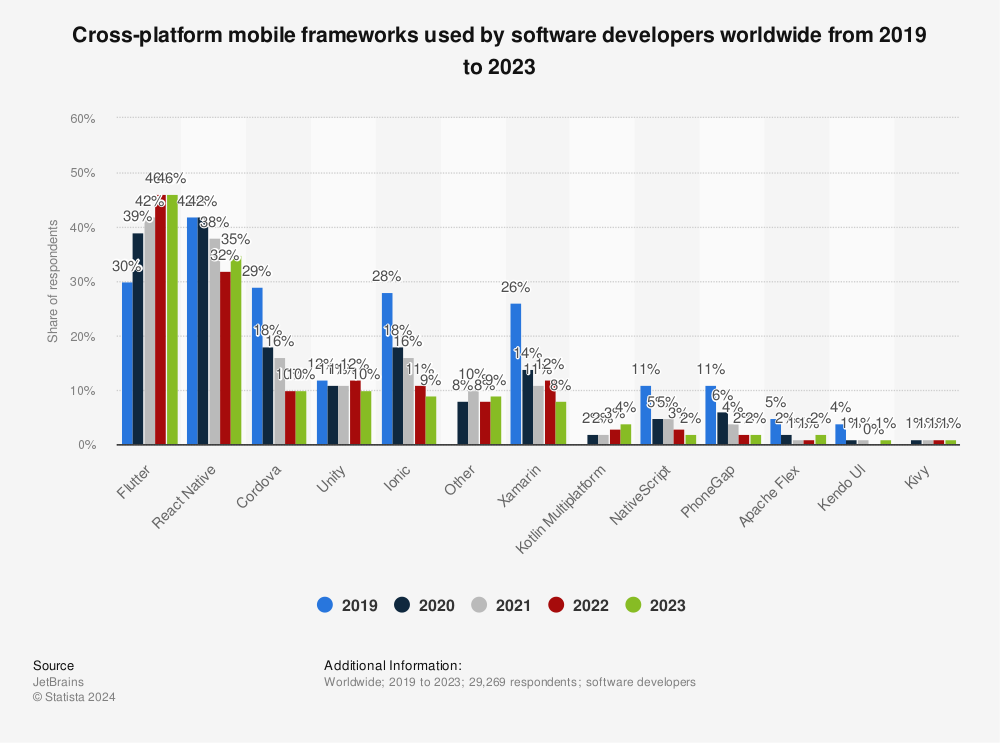 Cross-platform mobile frameworks used by software developers worldwide from 2019
to 2023
60%
50%
40%
30%
20%
10%
0%
Share of respondents
30% 39% 42% 46% 46%
42% 42% 38% 32% 35%
29% 18% 16% 10% 10%
12% 11% 11% 12% 10%
28% 18% 16% 11% 9%
8% 10% 8% 9%
26% 14% 11% 12% 8%
2% 2% 3% 4%
11% 5% 5% 3% 2%
11% 6% 4% 2% 2%
5% 2% 1% 1% 2%
4% 1% 1% 0% 1%
1% 1% 1% 1%
Flutter
React Native
Cordova
Unity
Ionic
Other
Xamarin
Kotlin Multiplatform
NativeScript
PhoneGap
Apache Flex
Kendo UI
Kivy
2019 2020 2021 2022 2023
Source
JetBrains
© Statista 2024
Additional Information:
Worldwide; 2019 to 2023; 29,269 respondents; software developers